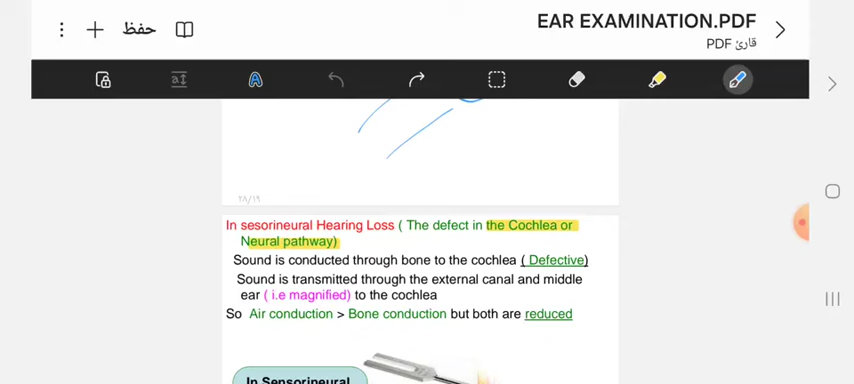 EAR EXAMINATION.PDF
قارئ PDF
حفظ
a
A
٢٨/١٩
In sesorineural Hearing Loss ( The defect in the Cochlea or
Neural pathway)
Sound is conducted through bone to the cochlea ( Defective)
Sound is transmitted through the external canal and middle
ear ( i.e magnified) to the cochlea
So Air conduction > Bone conduction but both are reduced
In Sensorineural